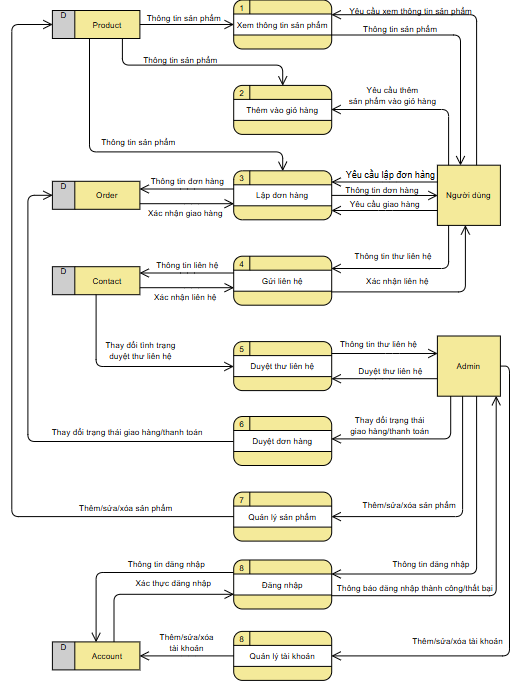 D
Product
Thông tin sản phẩm
1
Xem thông tin sản phẩm
Yêu cầu xem thông tin sản phẩm
Thông tin sản phẩm
Thông tin sản phẩm
2
Thêm vào giỏ hàng
Yêu cầu thêm
sản phẩm vào giỏ hàng
Thông tin sản phẩm
D
Order
Thông tin đơn hàng
Xác nhận giao hàng
3
Lập đơn hàng
Yêu cầu lập đơn hàng
Thông tin đơn hàng
Yêu cầu giao hàng
Người dùng
D
Contact
Thông tin liên hệ
Xác nhận liên hệ
4
Gửi liên hệ
Thông tin thư liên hệ
Xác nhận liên hệ
Thay đổi tình trạng
duyệt thư liên hệ
5
Duyệt thư liên hệ
Thông tin thư liên hệ
Duyệt thư liên hệ
Admin
Thay đổi trạng thái giao hàng/thanh toán
6
Duyệt đơn hàng
Thay đổi trạng thái
giao hàng/thanh toán
Thêm/sửa/xóa sản phẩm
7
Quản lý sản phẩm
Thêm/sửa/xóa sản phẩm
Thông tin đăng nhập
Xác thực đăng nhập
8
Đăng nhập
Thông tin đăng nhập
Thông báo đăng nhập thành công/thất bại
D
Account
Thêm/sửa/xóa
tài khoản
8
Quản lý tài khoản
Thêm/sửa/xóa tài khoản